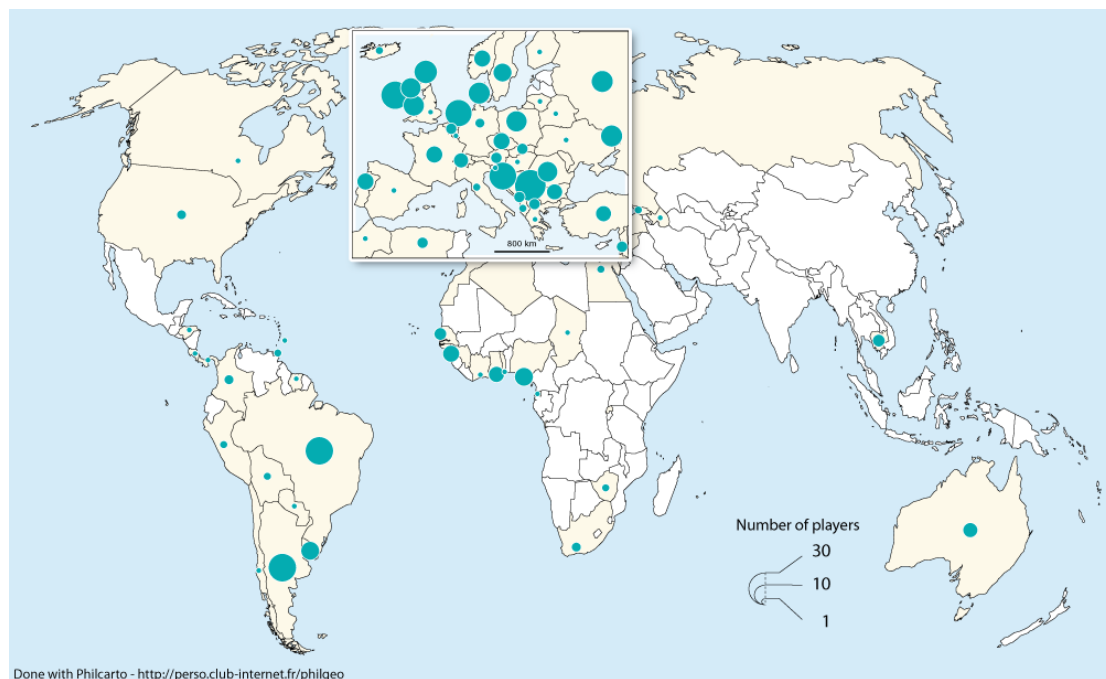 800 km
Number of players
30
10
1
Done with Philcarto - http://perso.club-internet.fr/philgeo